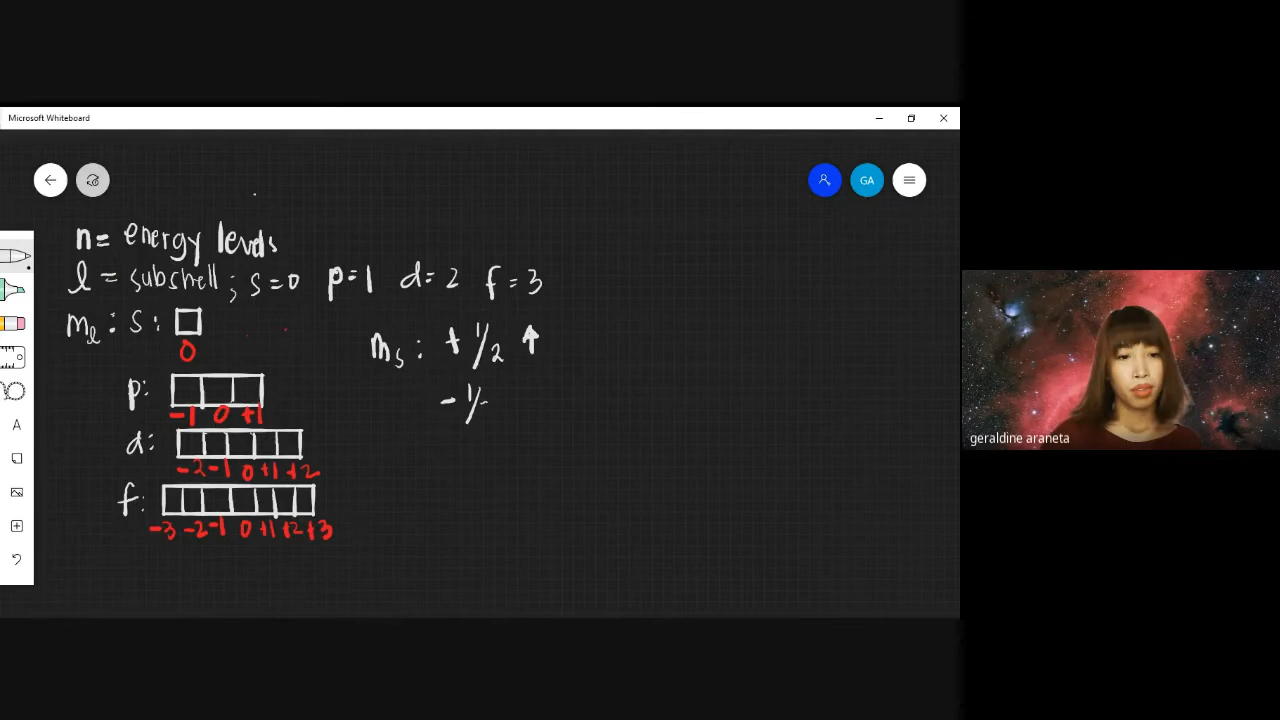 Microsoft Whiteboard
GA
n= energy levels
l = subshell; s=0 p=1 d=2 f=3
mₗ: s:
0
mₛ: + 1/2 ↑
- 1/
p:
-1 0 +1
d:
-2 -1 0 +1 +2
f:
-3 -2 -1 0 +1 +2 +3
A
geraldine araneta